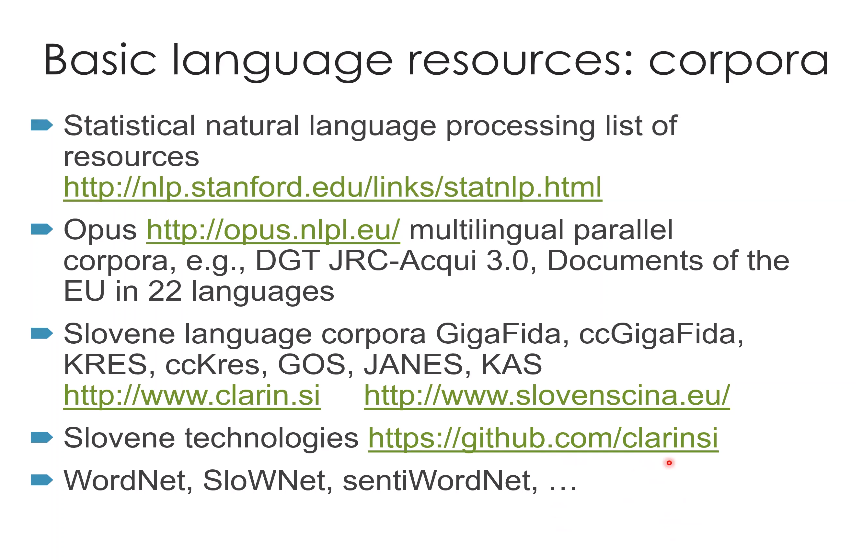 Basic language resources: corpora
Statistical natural language processing list of
resources
http://nlp.stanford.edu/links/statnlp.html
Opus http://opus.nlpl.eu/ multilingual parallel
corpora, e.g., DGT JRC-Acqui 3.0, Documents of the
EU in 22 languages
Slovene language corpora GigaFida, ccGigaFida,
KRES, ccKres, GOS, JANES, KAS
http://www.clarin.si http://www.slovenscina.eu/
Slovene technologies https://github.com/clarinsi
WordNet, SloWNet, sentiWordNet, …